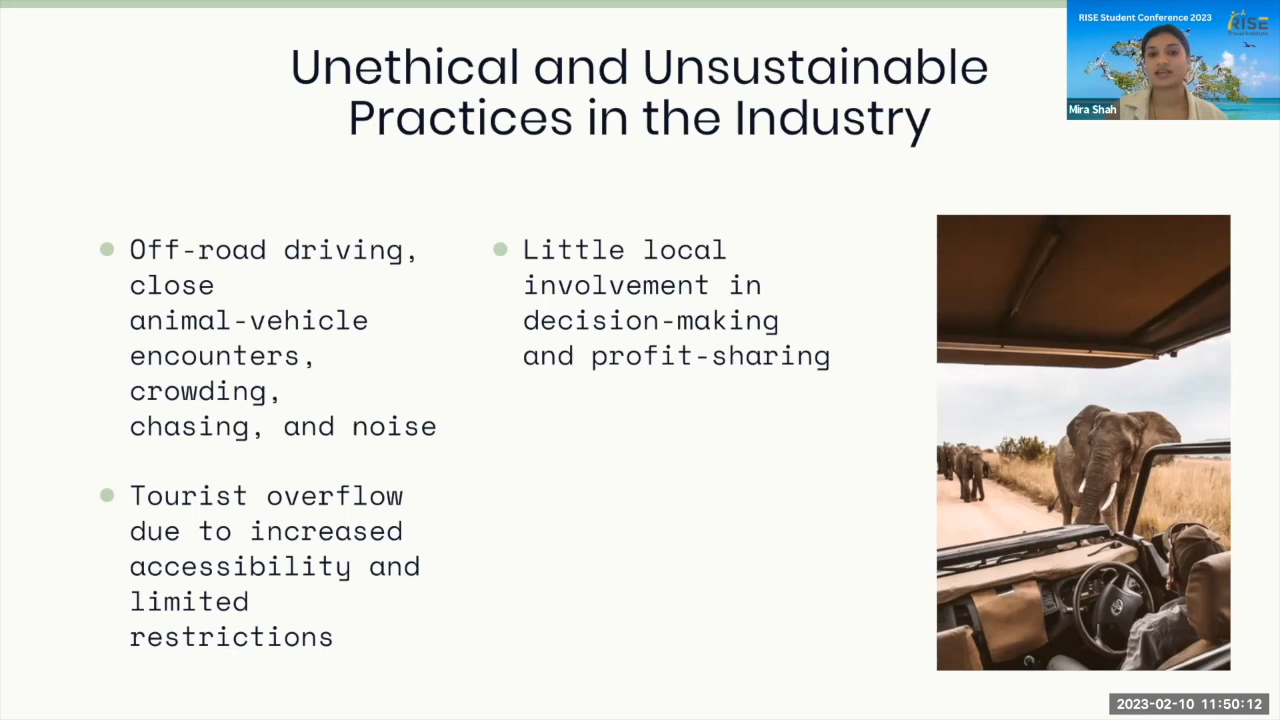 Unethical and Unsustainable
Practices in the Industry
Off-road driving,
close
animal-vehicle
encounters,
crowding,
chasing, and noise
Tourist overflow
due to increased
accessibility and
limited
restrictions
Little local
involvement in
decision-making
and profit-sharing
RISE Student Conference 2023
RISE
Travel Institute
Mira Shah
2023-02-10 11:50:12